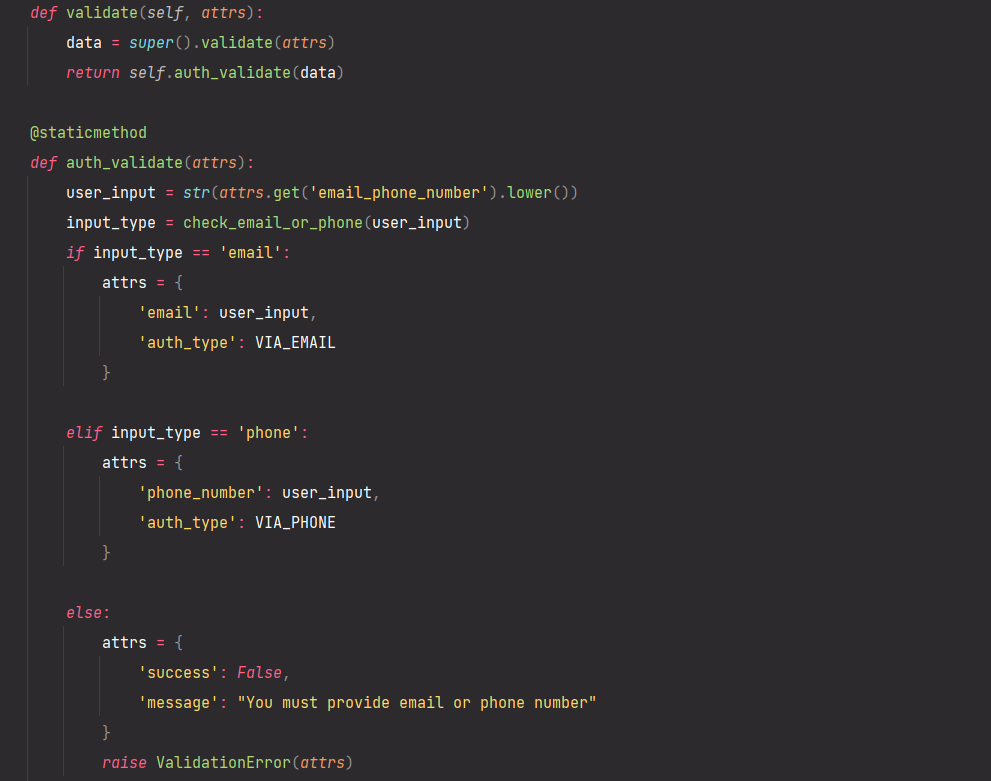 def validate(self, attrs):
    data = super().validate(attrs)
    return self.auth_validate(data)

@staticmethod
def auth_validate(attrs):
    user_input = str(attrs.get('email_phone_number').lower())
    input_type = check_email_or_phone(user_input)
    if input_type == 'email':
        attrs = {
            'email': user_input,
            'auth_type': VIA_EMAIL
        }

    elif input_type == 'phone':
        attrs = {
            'phone_number': user_input,
            'auth_type': VIA_PHONE
        }

    else:
        attrs = {
            'success': False,
            'message': "You must provide email or phone number"
        }
        raise ValidationError(attrs)